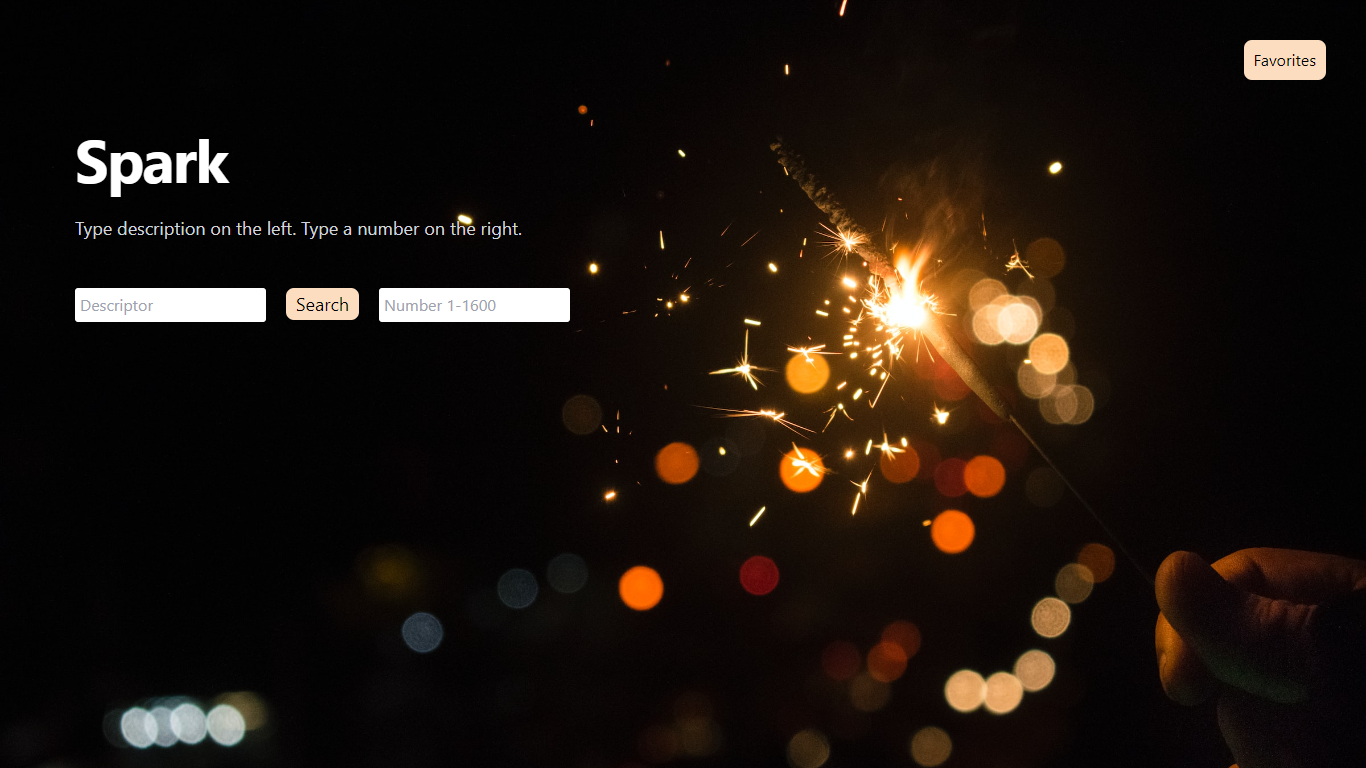 Favorites
Spark
Type description on the left. Type a number on the right.
Descriptor Search Number 1-1600